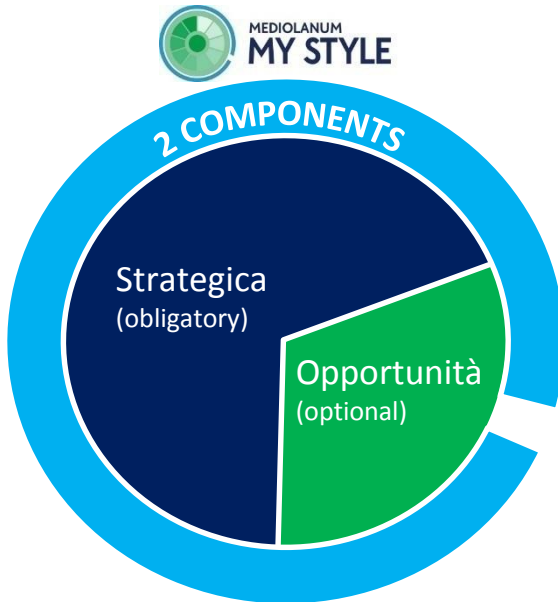 MEDIOLANUM
MY STYLE
2 COMPONENTS
Strategica
(obligatory)
Opportunità
(optional)